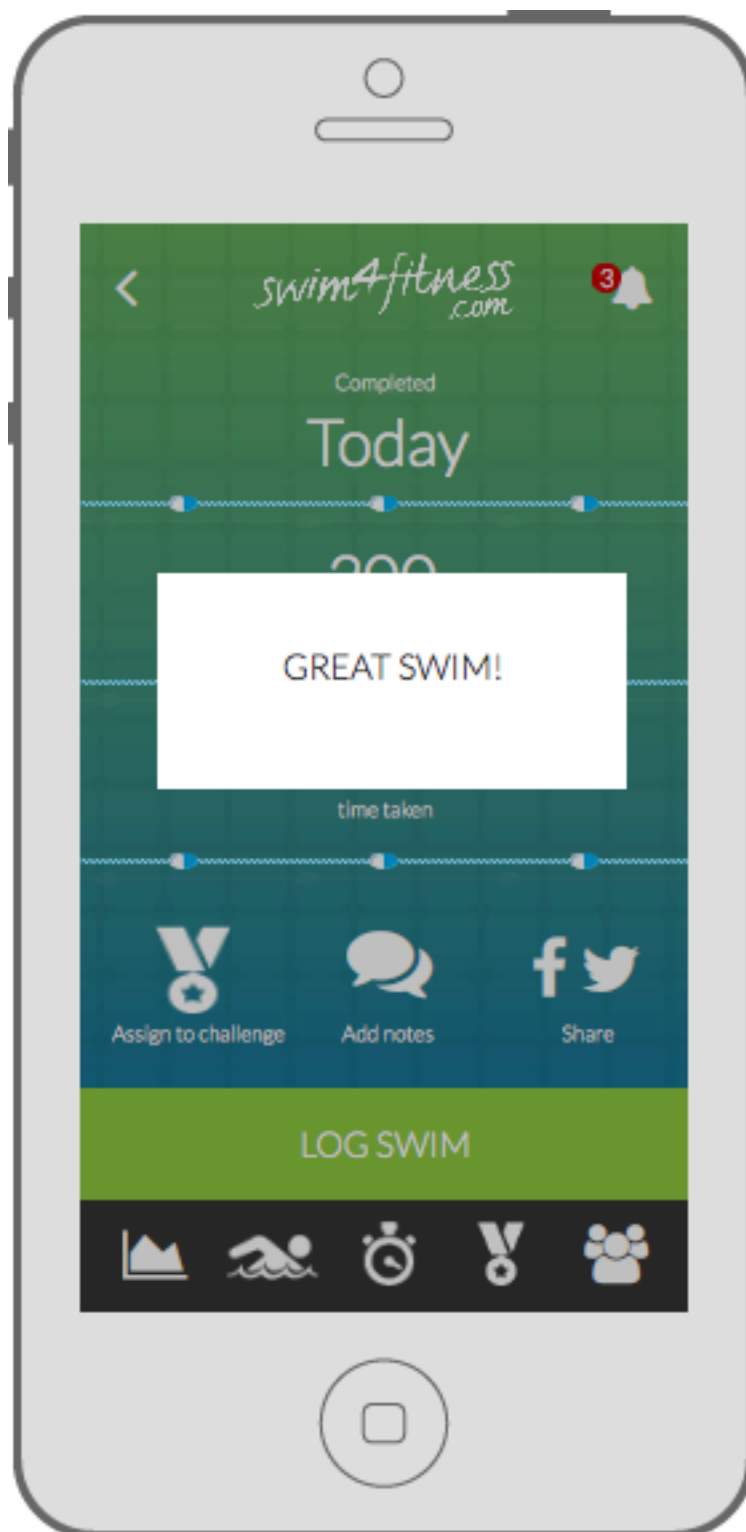 swim4fitness
.com
3
Completed
Today
GREAT SWIM!
time taken
Assign to challenge
Add notes
Share
LOG SWIM